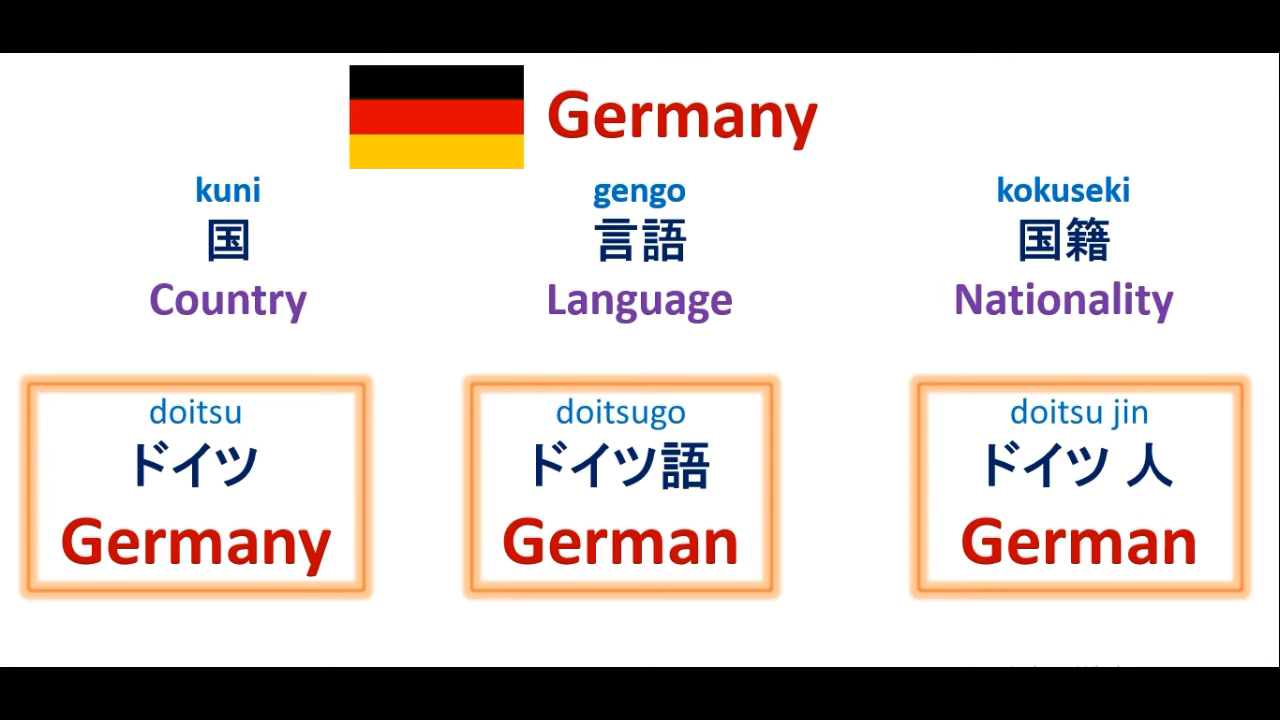 Germany
kuni
国
Country
gengo
言語
Language
kokuseki
国籍
Nationality
doitsu
ドイツ
Germany
doitsugo
ドイツ語
German
doitsu jin
ドイツ 人
German